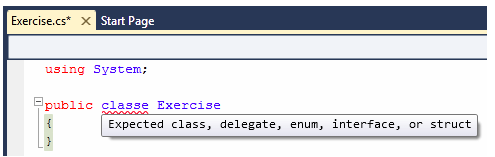 Exercise.cs* Start Page
using System;
public classe Exercise
{
Expected class, delegate, enum, interface, or struct
}